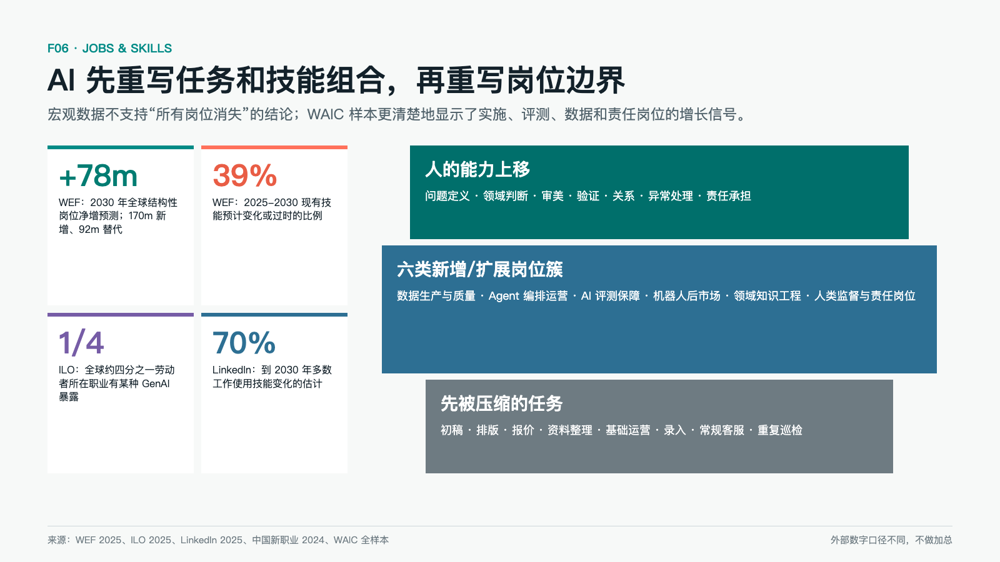 F06 · JOBS & SKILLS
AI 先重写任务和技能组合，再重写岗位边界
宏观数据不支持“所有岗位消失”的结论；WAIC 样本更清楚地显示了实施、评测、数据和责任岗位的增长信号。
+78m
WEF：2030 年全球结构性
岗位净增预测；170m 新
增、92m 替代
39%
WEF：2025–2030 现有技
能预计变化或过时的比例
1/4
ILO：全球约四分之一劳动
者所在职业有某种 GenAI
暴露
70%
LinkedIn：到 2030 年多数
工作使用技能变化的估计
人的能力上移
问题定义 · 领域判断 · 审美 · 验证 · 关系 · 异常处理 · 责任承担
六类新增/扩展岗位簇
数据生产与质量 · Agent 编排运营 · AI 评测保障 · 机器人后市场 · 领域知识工程 · 人类监督与责任岗位
先被压缩的任务
初稿 · 排版 · 报价 · 资料整理 · 基础运营 · 录入 · 常规客服 · 重复巡检
来源：WEF 2025、ILO 2025、LinkedIn 2025、中国新职业 2024、WAIC 全样本
外部数字口径不同，不做加总